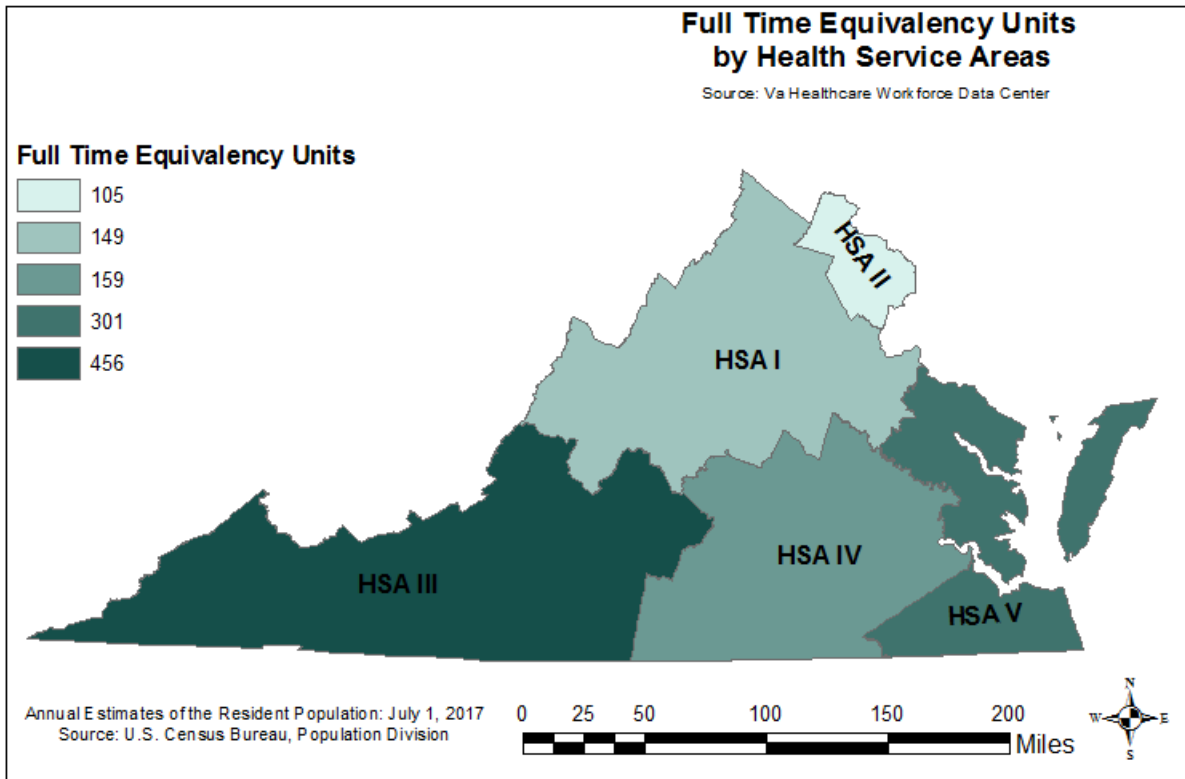 Full Time Equivalency Units
by Health Service Areas
Source: Va Healthcare Workforce Data Center
Full Time Equivalency Units
105
149
159
301
456
HSA II
HSA I
HSA III
HSA IV
HSA V
Annual Estimates of the Resident Population: July 1, 2017
Source: U.S. Census Bureau, Population Division
0 25 50 100 150 200
Miles
N
W E
S